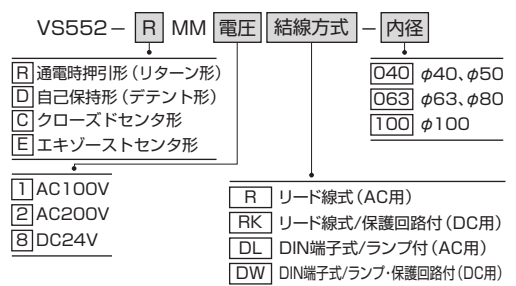 VS552－R MM 電圧 結線方式－内径
R 通電時押引形（リターン形）
D 自己保持形（デテント形）
C クローズドセンタ形
E エキゾーストセンタ形
040 φ40、φ50
063 φ63、φ80
100 φ100
1 AC100V
2 AC200V
8 DC24V
R リード線式（AC用）
RK リード線式/保護回路付（DC用）
DL DIN端子式/ランプ付（AC用）
DW DIN端子式/ランプ・保護回路付（DC用）